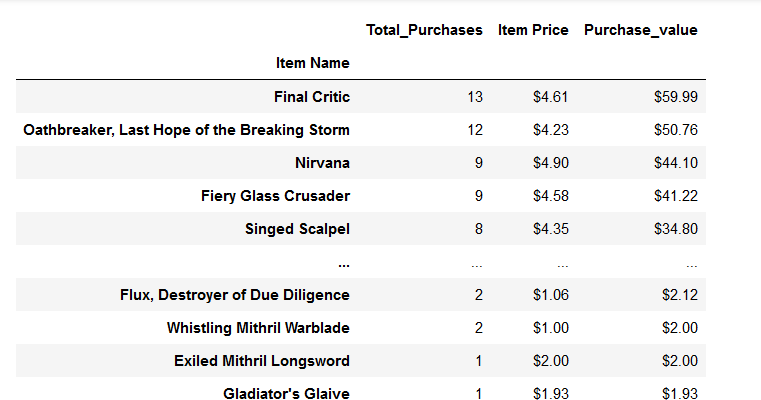 Total_Purchases Item Price Purchase_value
Item Name
Final Critic 13 $4.61 $59.99
Oathbreaker, Last Hope of the Breaking Storm 12 $4.23 $50.76
Nirvana 9 $4.90 $44.10
Fiery Glass Crusader 9 $4.58 $41.22
Singed Scalpel 8 $4.35 $34.80
... ... ... ...
Flux, Destroyer of Due Diligence 2 $1.06 $2.12
Whistling Mithril Warblade 2 $1.00 $2.00
Exiled Mithril Longsword 1 $2.00 $2.00
Gladiator's Glaive 1 $1.93 $1.93